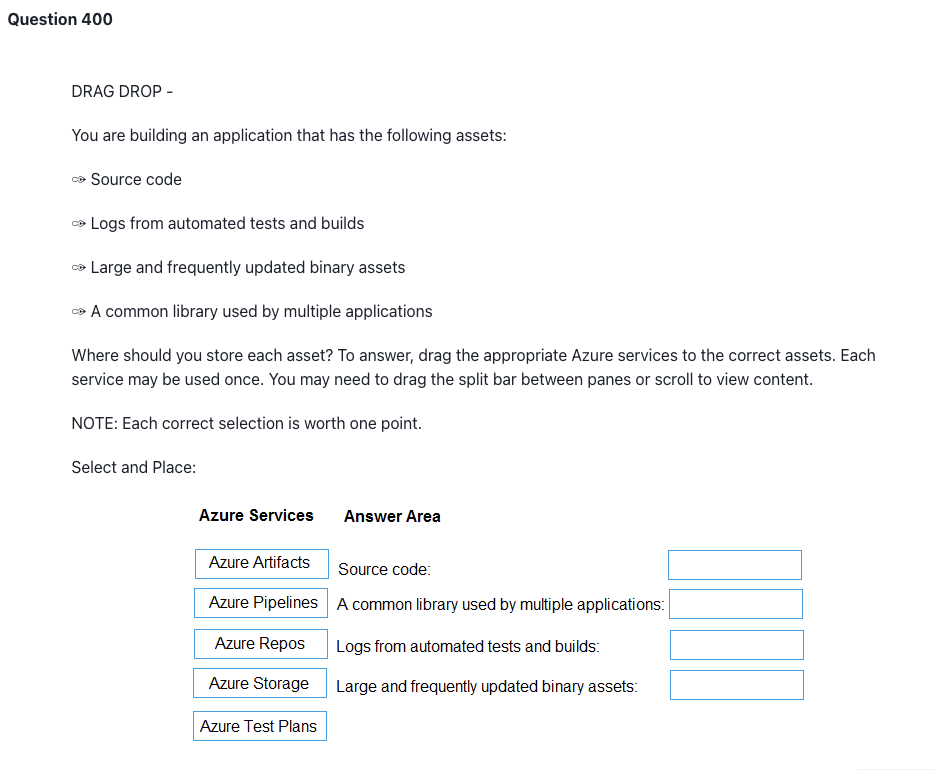 Question 400
DRAG DROP -
You are building an application that has the following assets:
✑ Source code
✑ Logs from automated tests and builds
✑ Large and frequently updated binary assets
✑ A common library used by multiple applications
Where should you store each asset? To answer, drag the appropriate Azure services to the correct assets. Each
service may be used once. You may need to drag the split bar between panes or scroll to view content.
NOTE: Each correct selection is worth one point.
Select and Place:
Azure Services Answer Area
Azure Artifacts Source code:
Azure Pipelines A common library used by multiple applications:
Azure Repos Logs from automated tests and builds:
Azure Storage Large and frequently updated binary assets:
Azure Test Plans